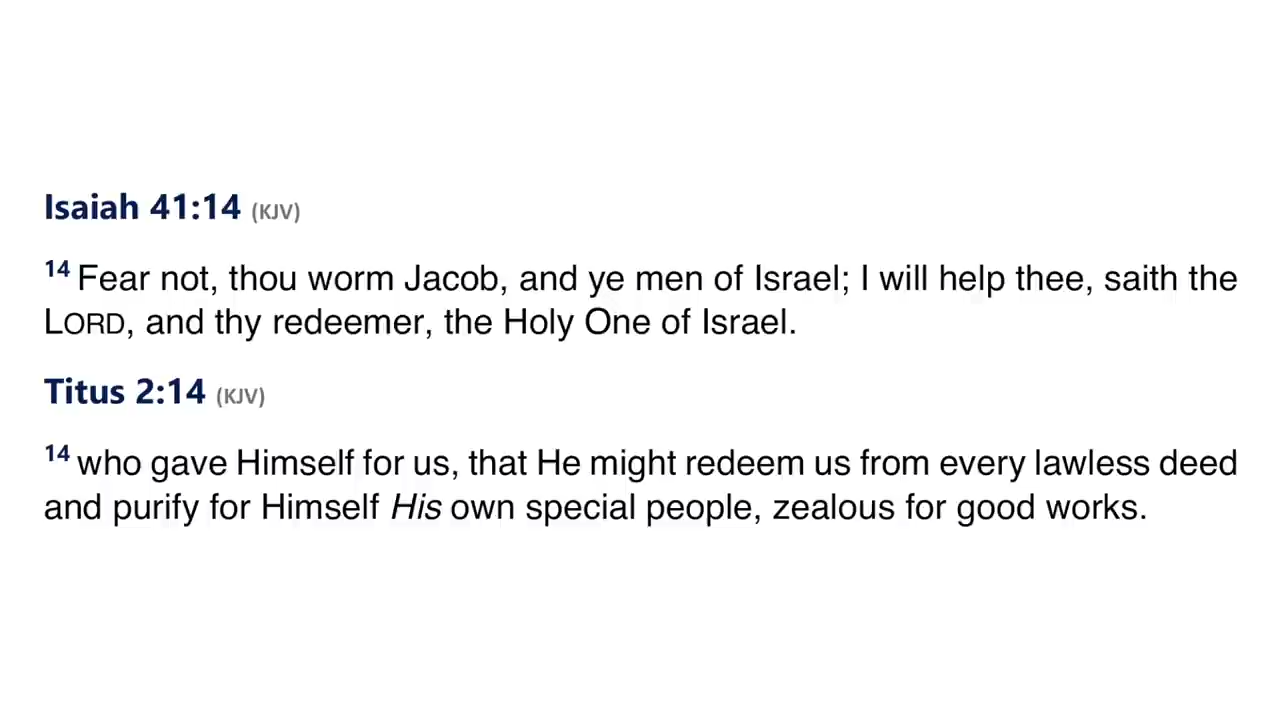 Isaiah 41:14 (KJV)
14 Fear not, thou worm Jacob, and ye men of Israel; I will help thee, saith the
LORD, and thy redeemer, the Holy One of Israel.
Titus 2:14 (KJV)
14 who gave Himself for us, that He might redeem us from every lawless deed
and purify for Himself His own special people, zealous for good works.